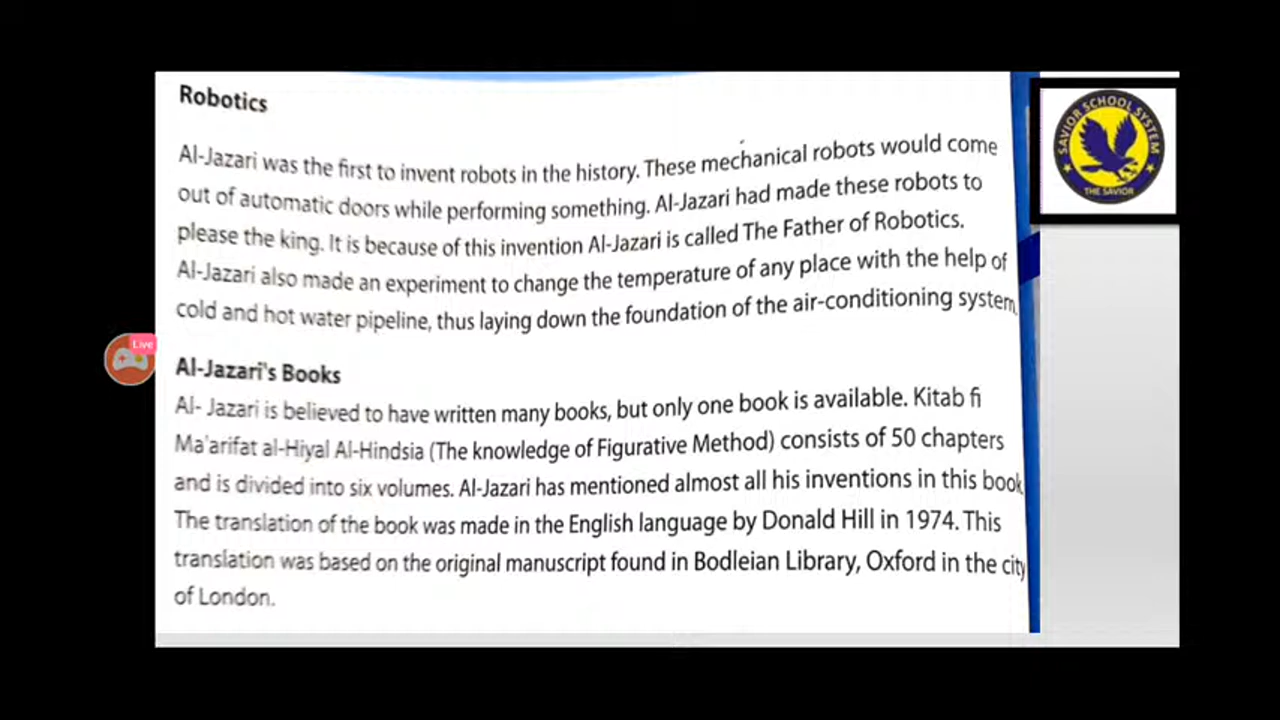 Robotics
Al-Jazari was the first to invent robots in the history. These mechanical robots would come
out of automatic doors while performing something. Al-Jazari had made these robots to
please the king. It is because of this invention Al-Jazari is called The Father of Robotics.
Al-Jazari also made an experiment to change the temperature of any place with the help of
cold and hot water pipeline, thus laying down the foundation of the air-conditioning system.
Al-Jazari's Books
Al- Jazari is believed to have written many books, but only one book is available. Kitab fi
Ma'arifat al-Hiyal Al-Hindsia (The knowledge of Figurative Method) consists of 50 chapters
and is divided into six volumes. Al-Jazari has mentioned almost all his inventions in this book
The translation of the book was made in the English language by Donald Hill in 1974. This
translation was based on the original manuscript found in Bodleian Library, Oxford in the city
of London.
SAVIOR SCHOOL SYSTEM
THE SAVIOR
Live